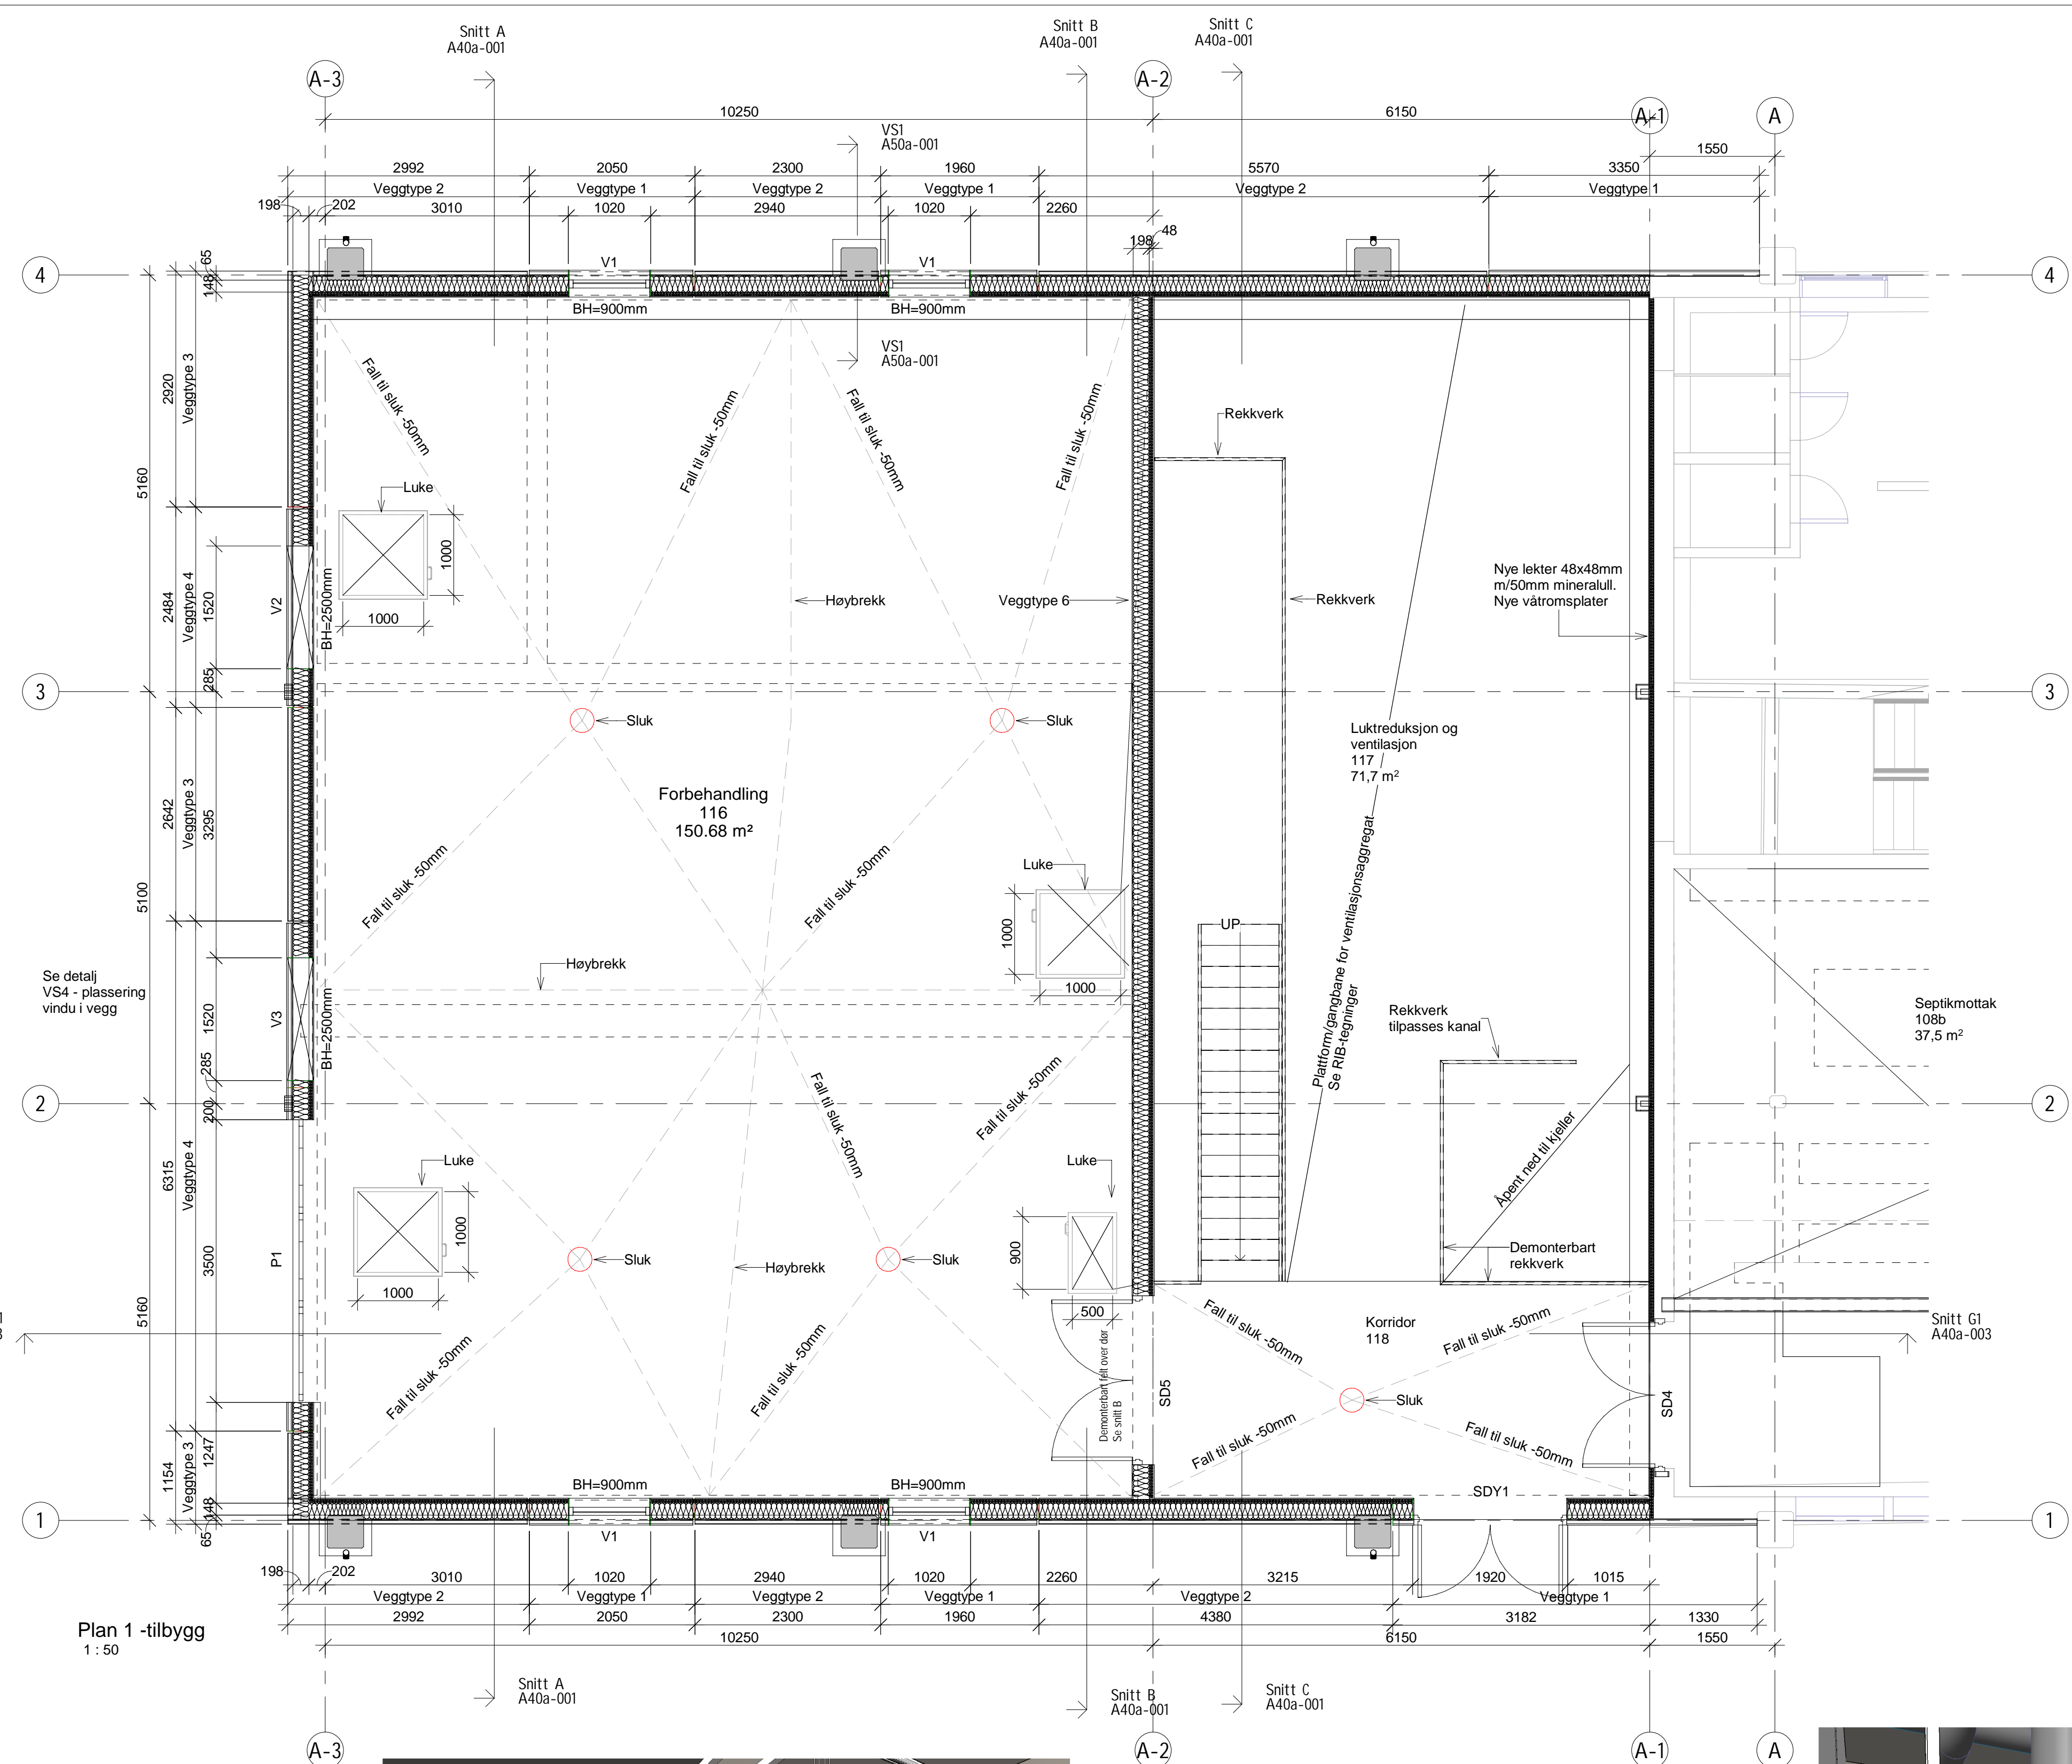 Snitt A
A40a-001
Snitt B
A40a-001
Snitt C
A40a-001
A-3
A-2
A-1
A
10250
6150
1550
VS1
A50a-001
2992
2050
2300
1960
5570
3350
Veggtype 2
Veggtype 1
Veggtype 2
Veggtype 1
Veggtype 2
Veggtype 1
198
202
3010
1020
2940
1020
2260
198
48
65
148
4
V1
V1
4
BH=900mm
BH=900mm
VS1
A50a-001
2920
Veggtype 3
5160
Fall til sluk -50mm
Fall til sluk -50mm
Fall til sluk -50mm
Fall til sluk -50mm
Rekkverk
Luke
1000
1000
2484
Veggtype 4
1520
V2
BH=2500mm
Høybrekk
Veggtype 6
Rekkverk
Nye lekter 48x48mm
m/50mm mineralull.
Nye våtromsplater
285
3
3
Sluk
Sluk
Luktreduksjon og
ventilasjon
117
71,7 m²
Forbehandling
116
150.68 m²
2642
Veggtype 3
3295
5100
Fall til sluk -50mm
Fall til sluk -50mm
Luke
1000
1000
UP
Høybrekk
Se detalj
VS4 - plassering
vindu i vegg
1520
V3
BH=2500mm
285
Plattform/gangbane for ventilasjonsaggregat
Se RIB-tegninger
Rekkverk
tilpasses kanal
Septikmottak
108b
37,5 m²
2
2
200
Fall til sluk -50mm
Fall til sluk -50mm
Åpent ned til kjeller
6315
Veggtype 4
Luke
1000
1000
Luke
900
500
3500
P1
5160
Sluk
Høybrekk
Sluk
Demonterbart
rekkverk
Fall til sluk -50mm
Fall til sluk -50mm
Demonterbart felt over dør
Se snitt B
SD5
Fall til sluk -50mm
Korridor
118
Fall til sluk -50mm
Snitt G1
A40a-003
Sluk
SD4
Fall til sluk -50mm
Fall til sluk -50mm
1154
Veggtype 3
1247
148
65
BH=900mm
BH=900mm
SDY1
1
1
V1
V1
198
202
3010
1020
2940
1020
2260
3215
1920
1015
Veggtype 2
Veggtype 1
Veggtype 2
Veggtype 1
Veggtype 2
Veggtype 1
2992
2050
2300
1960
4380
3182
1330
10250
6150
1550
Plan 1 -tilbygg
1 : 50
Snitt A
A40a-001
Snitt B
A40a-001
Snitt C
A40a-001
A-3
A-2
A-1
A